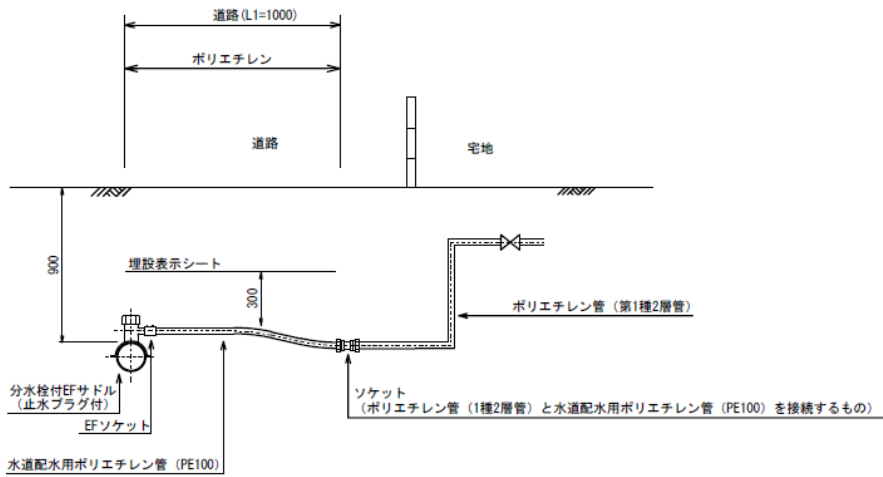 道路(L1=1000)
ポリエチレン
道路
宅地
900
埋設表示シート
300
ポリエチレン管（第1種2層管）
分水栓付EFサドル
（止水プラグ付）
EFソケット
ソケット
（ポリエチレン管（1種2層管）と水道配水用ポリエチレン管（PE100）を接続するもの）
水道配水用ポリエチレン管（PE100）